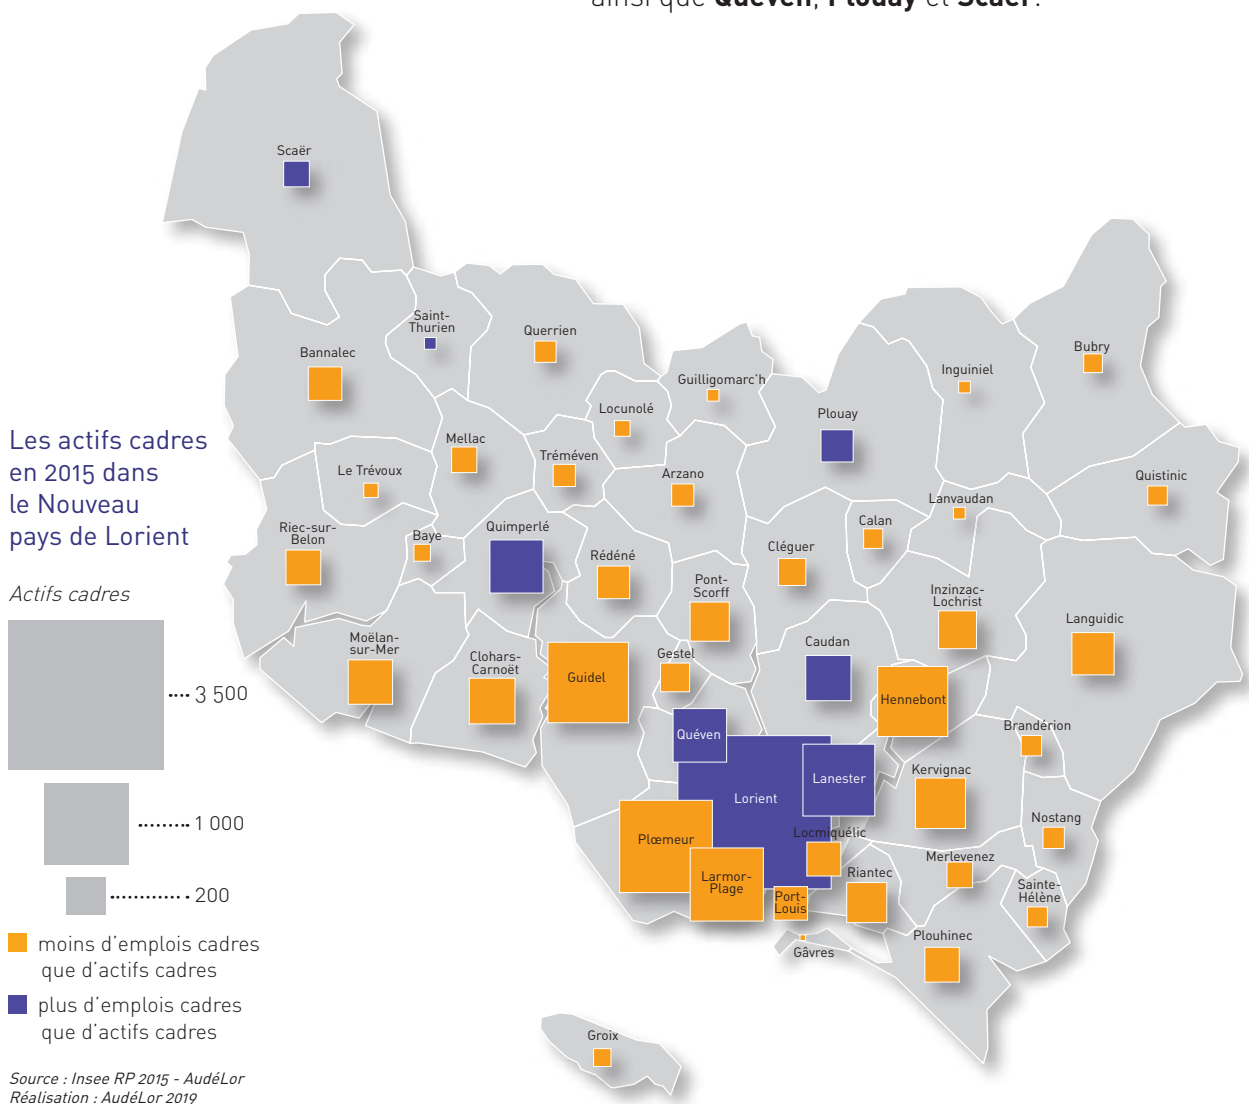 ainsi que Quéven, Plouay et Scaër.
Scaër
Saint-
Thurien
Querrien
Bannalec
Guilligomarc'h
Inguiniel
Bubry
Locunolé
Plouay
Mellac
Tréméven
Arzano
Le Trévoux
Quistinic
Lanvaudan
Calan
Riec-sur-
Belon
Baye
Quimperlé
Rédéné
Cléguer
Pont-
Scorff
Inzinzac-
Lochrist
Languidic
Moëlan-
sur-Mer
Clohars-
Carnoët
Guidel
Gestel
Caudan
Hennebont
Brandérion
Quéven
Lanester
Kervignac
Lorient
Nostang
Plœmeur
Locmiquélic
Merlevenez
Larmor-
Plage
Riantec
Port-
Louis
Sainte-
Hélène
Plouhinec
Gâvres
Groix
Les actifs cadres
en 2015 dans
le Nouveau
pays de Lorient
Actifs cadres
3 500
1 000
200
moins d'emplois cadres
que d'actifs cadres
plus d'emplois cadres
que d'actifs cadres
Source : Insee RP 2015 - AudéLor
Réalisation : AudéLor 2019